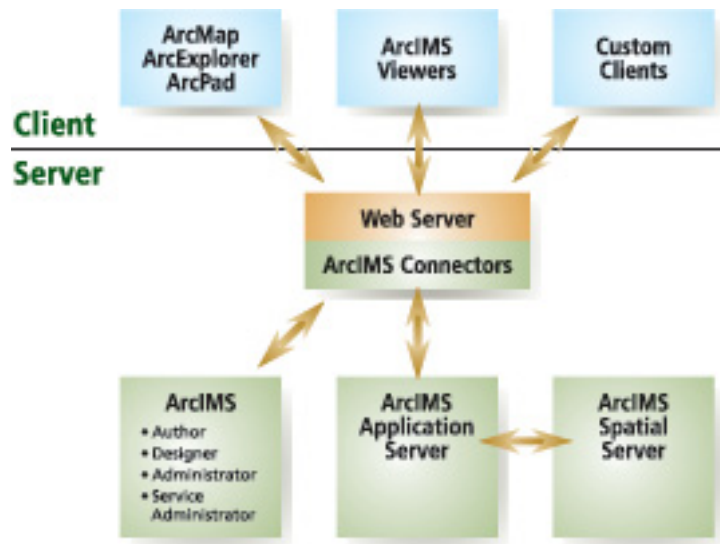 ArcMap
ArcExplorer
ArcPad
ArcIMS
Viewers
Custom
Clients
Client
Server
Web Server
ArcIMS Connectors
ArcIMS
• Author
• Designer
• Administrator
• Service
Administrator
ArcIMS
Application
Server
ArcIMS
Spatial
Server